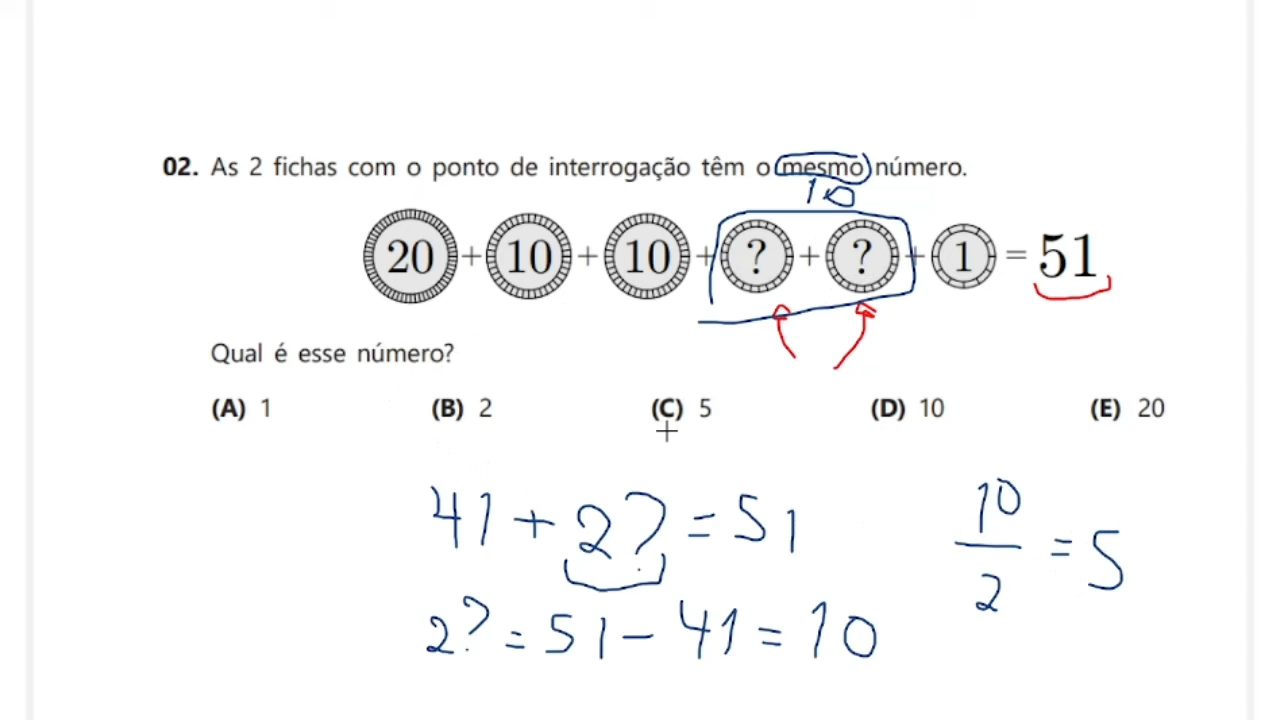 02. As 2 fichas com o ponto de interrogação têm o mesmo número.
10
20 + 10 + 10 + ? + ? + 1 = 51
Qual é esse número?
(A) 1 (B) 2 (C) 5 (D) 10 (E) 20
41 + 2? = 51
2? = 51 - 41 = 10
10/2 = 5